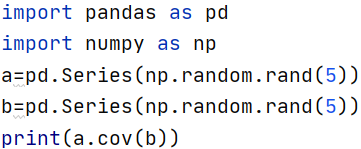 import pandas as pd
import numpy as np
a=pd.Series(np.random.rand(5))
b=pd.Series(np.random.rand(5))
print(a.cov(b))